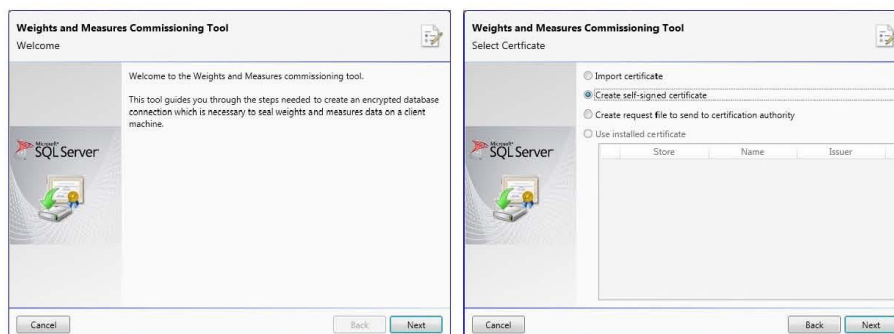 Weights and Measures Commissioning Tool
Welcome
Welcome to the Weights and Measures commissioning tool.
This tool guides you through the steps needed to create an encrypted database
connection which is necessary to seal weights and measures data on a client
machine.
Microsoft
SQL Server
Cancel
Back
Next
Weights and Measures Commissioning Tool
Select Certficate
Import certificate
Create self-signed certificate
Create request file to send to certification authority
Use installed certificate
Store Name Issuer
Microsoft
SQL Server
Cancel
Back
Next